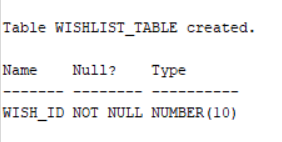 Table WISHLIST_TABLE created.
Name    Null?    Type
------- -------- ----------
WISH_ID NOT NULL NUMBER(10)